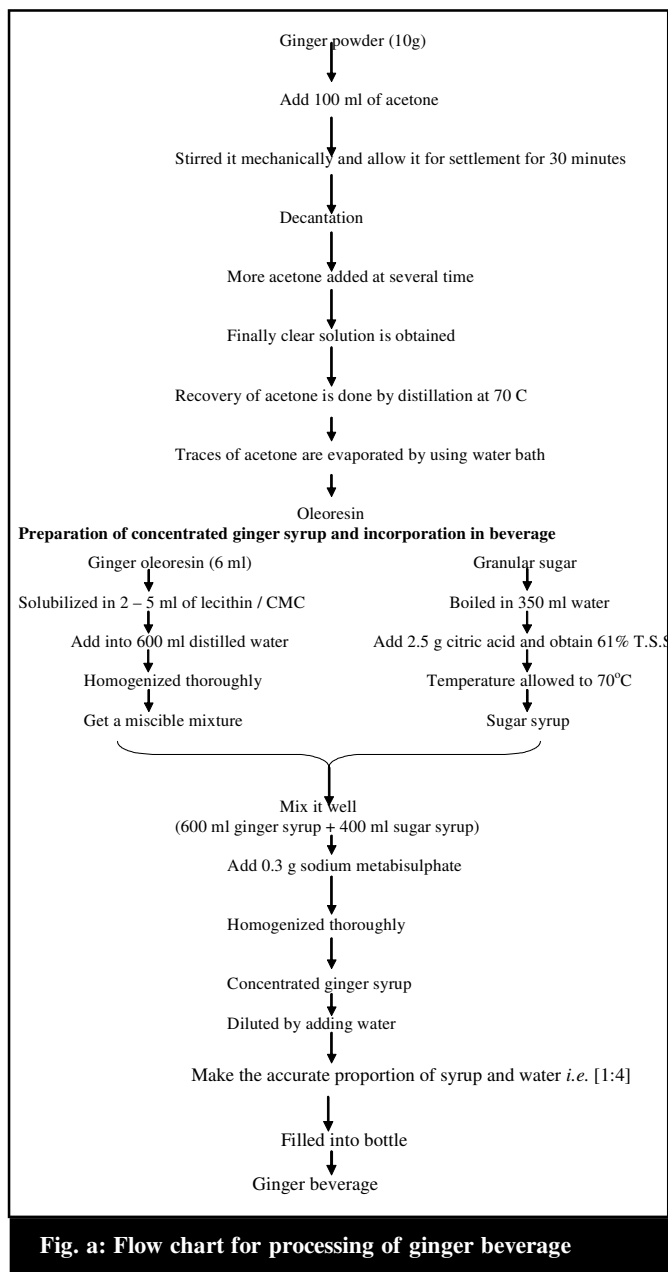 Ginger powder (10g)
Add 100 ml of acetone
Stirred it mechanically and allow it for settlement for 30 minutes
Decantation
More acetone added at several time
Finally clear solution is obtained
Recovery of acetone is done by distillation at 70 C
Traces of acetone are evaporated by using water bath
Oleoresin
Preparation of concentrated ginger syrup and incorporation in beverage
Ginger oleoresin (6 ml)
Solubilized in 2 – 5 ml of lecithin / CMC
Add into 600 ml distilled water
Homogenized thoroughly
Get a miscible mixture
Granular sugar
Boiled in 350 ml water
Add 2.5 g citric acid and obtain 61% T.S.S
Temperature allowed to 70°C
Sugar syrup
Mix it well
(600 ml ginger syrup + 400 ml sugar syrup)
Add 0.3 g sodium metabisulphate
Homogenized thoroughly
Concentrated ginger syrup
Diluted by adding water
Make the accurate proportion of syrup and water i.e. [1:4]
Filled into bottle
Ginger beverage
Fig. a: Flow chart for processing of ginger beverage